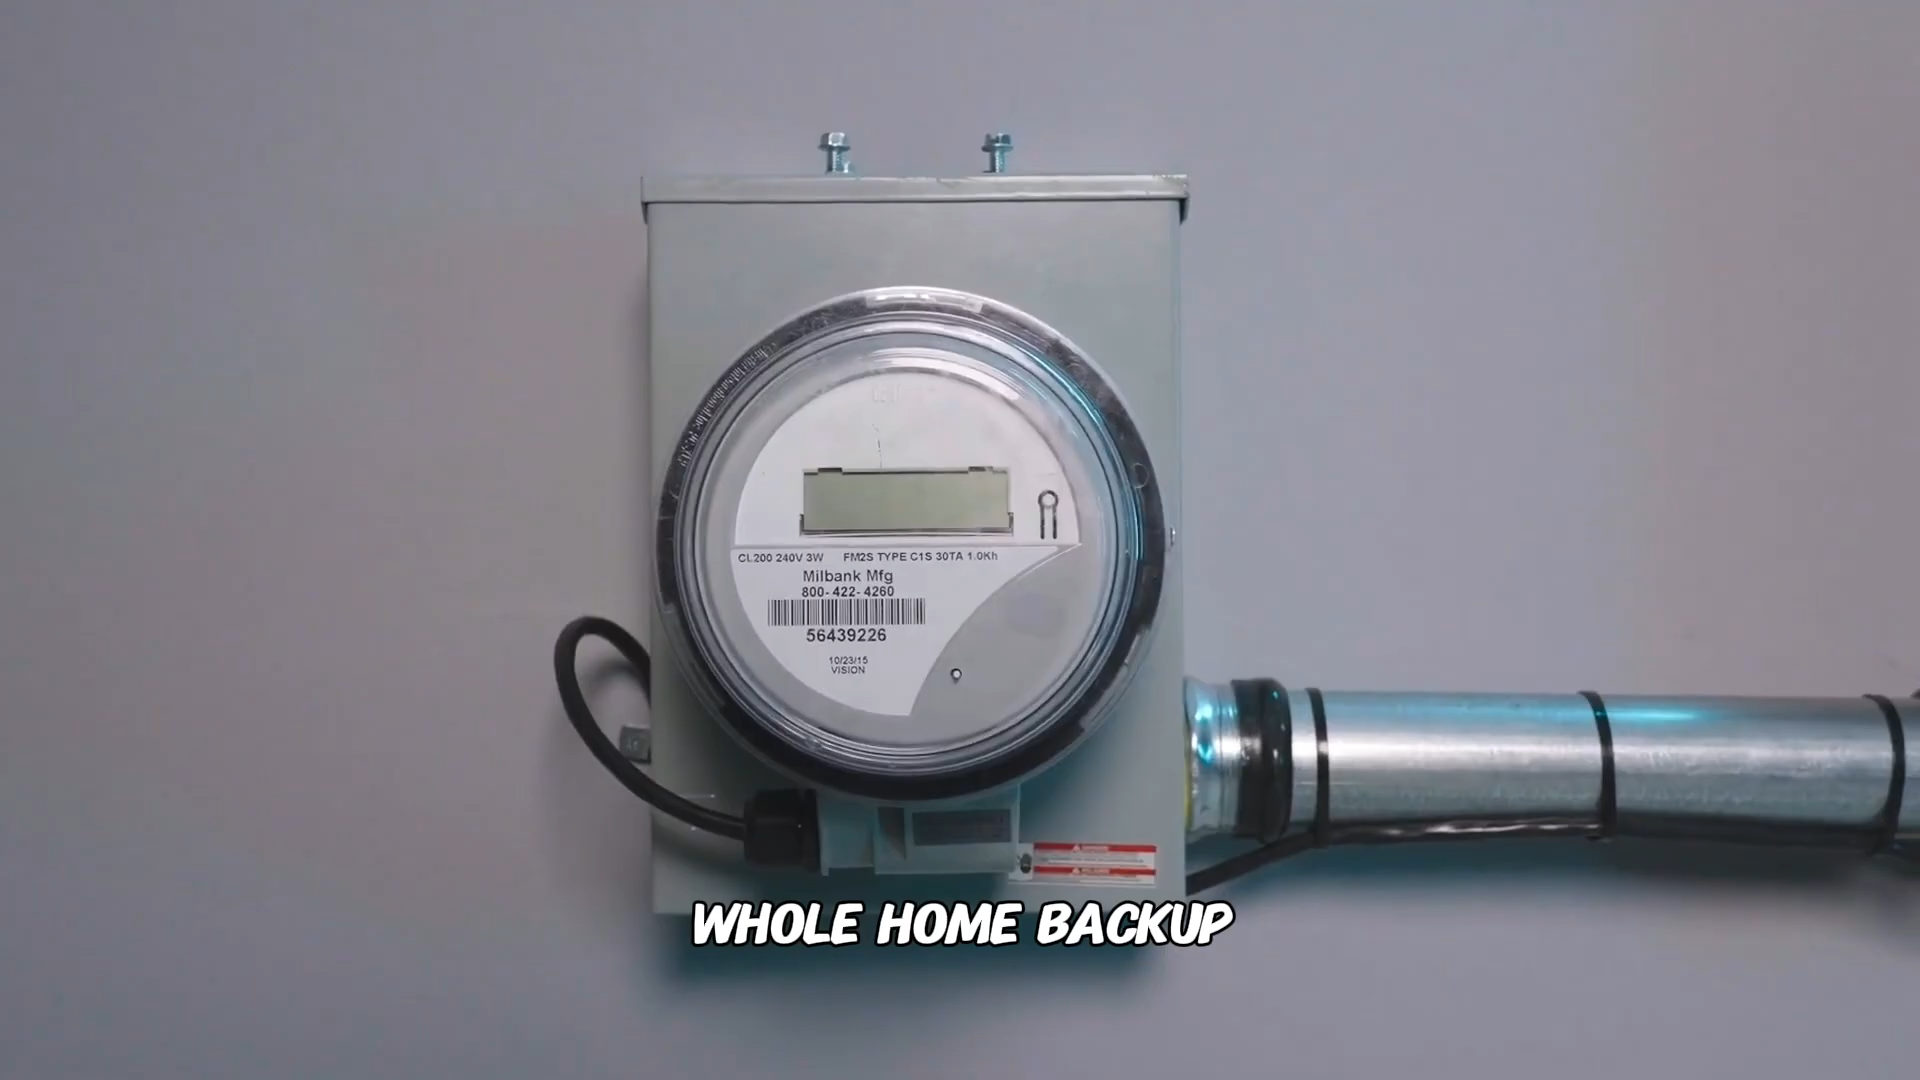 CL200 240V 3W FM2S TYPE C1S 30TA 1.0Kh
Milbank Mfg
800-422-4260
56439226
10/23/15
VISION
WHOLE HOME BACKUP